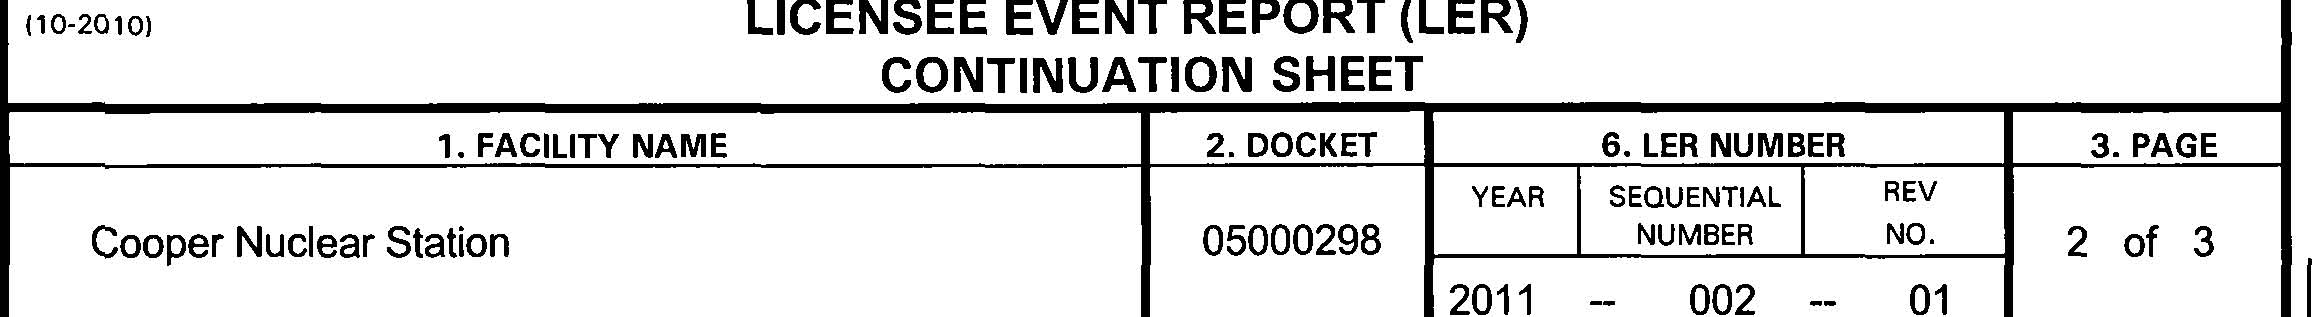 (10-2010)
LICENSEE EVENT REPORT (LER)
CONTINUATION SHEET
1. FACILITY NAME 2. DOCKET 6. LER NUMBER 3. PAGE
YEAR SEQUENTIAL NUMBER REV NO.
Cooper Nuclear Station 05000298 2 of 3
2011 -- 002 -- 01